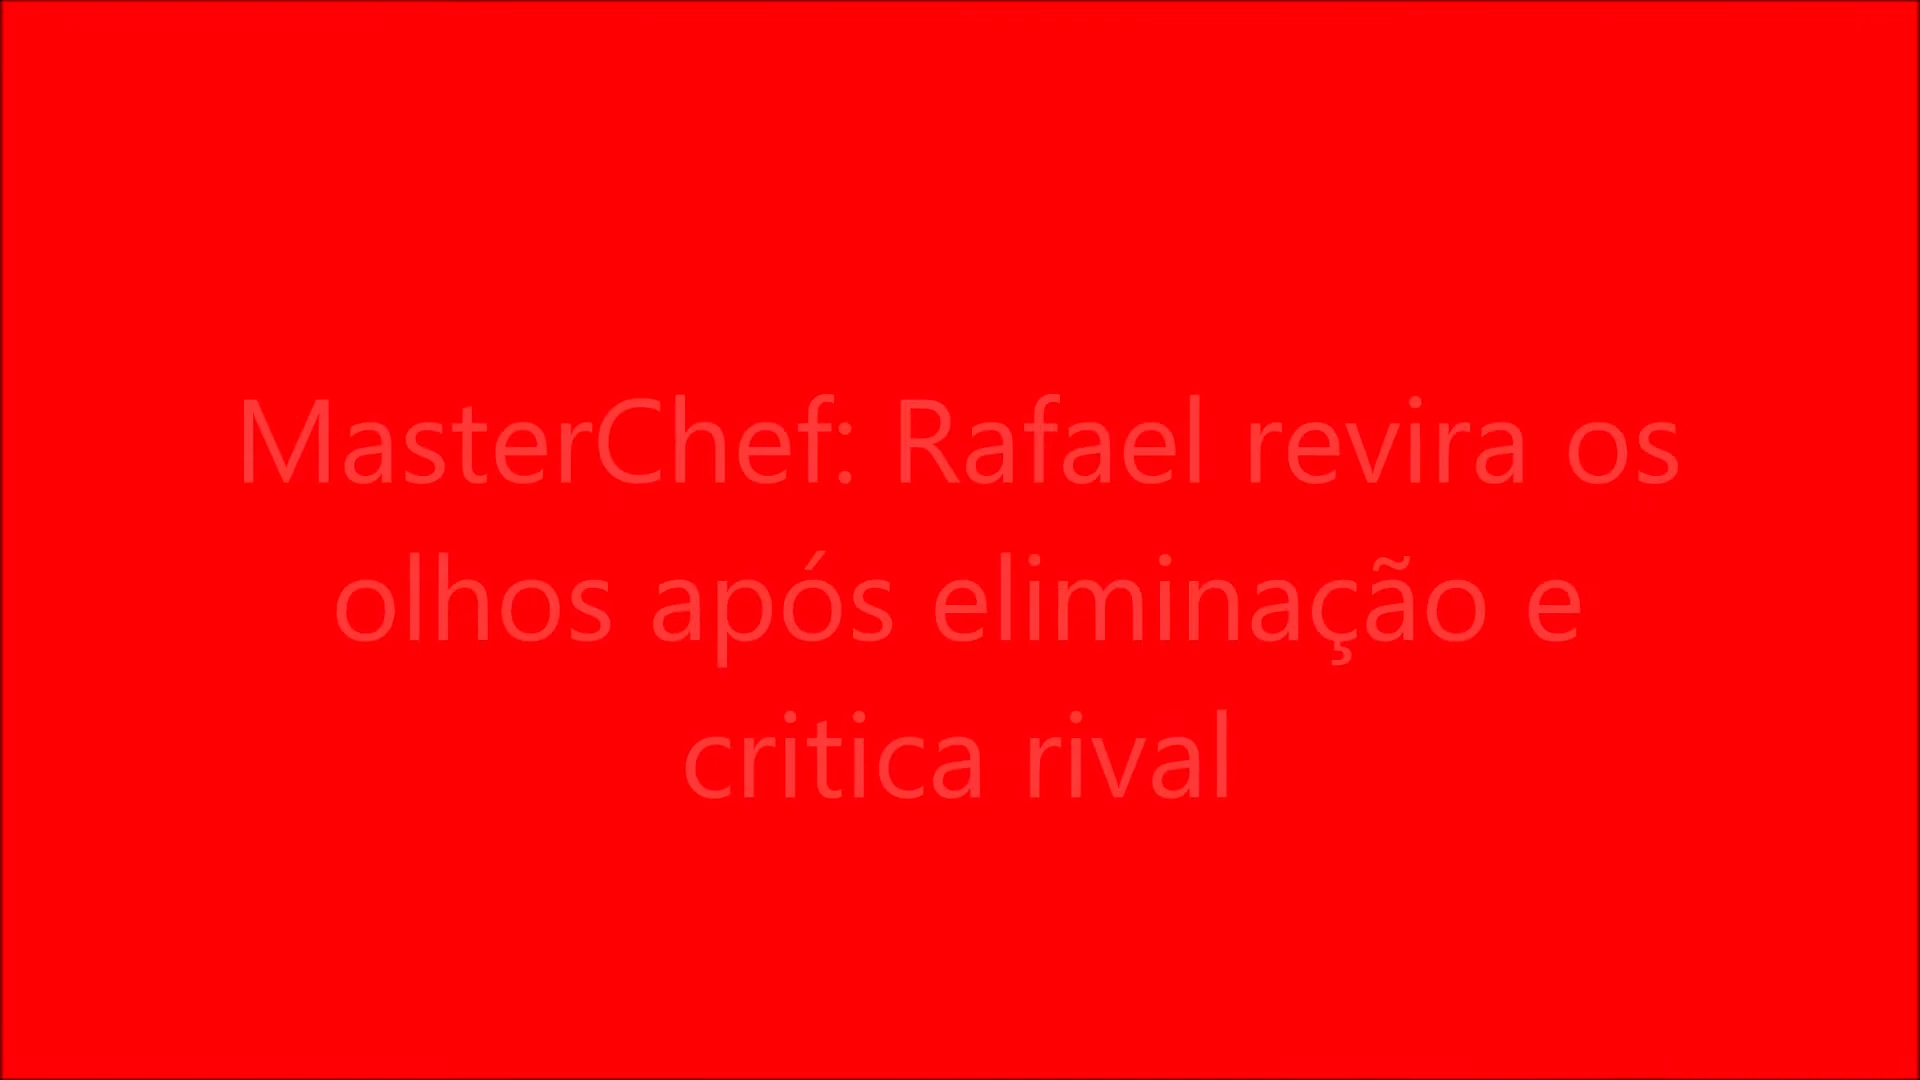 MasterChef: Rafael revira os
olhos após eliminação e
critica rival